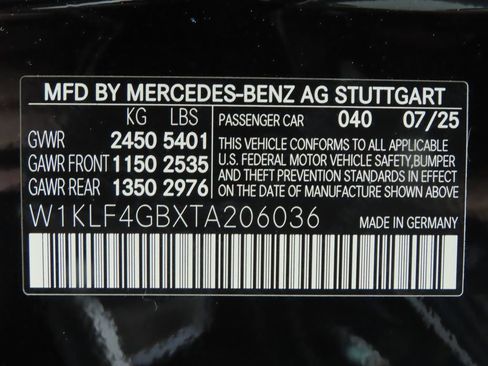 MFD BY MERCEDES-BENZ AG STUTTGART
KG LBS PASSENGER CAR 040 07/25
GVWR 2450 5401 THIS VEHICLE CONFORMS TO ALL APPLICABLE
GAWR FRONT 1150 2535 U.S. FEDERAL MOTOR VEHICLE SAFETY,BUMPER
AND THEFT PREVENTION STANDARDS IN EFFECT
GAWR REAR 1350 2976 ON THE DATE OF MANUFACTURE SHOWN ABOVE.
W1KLF4GBXTA206036 MADE IN GERMANY